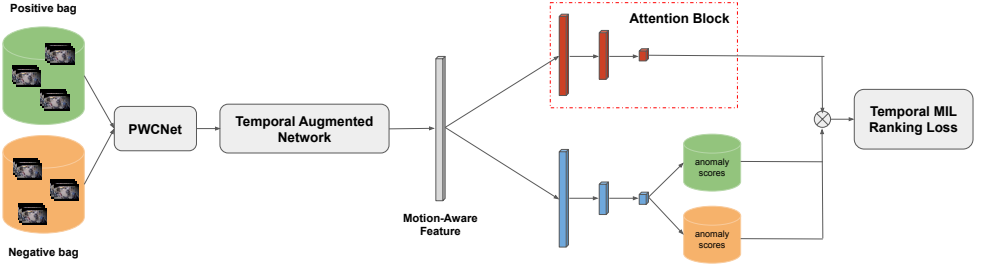 Positive bag
Attention Block
PWCNet
Temporal Augmented
Network
Temporal MIL
Ranking Loss
anomaly
scores
anomaly
scores
Motion-Aware
Feature
Negative bag